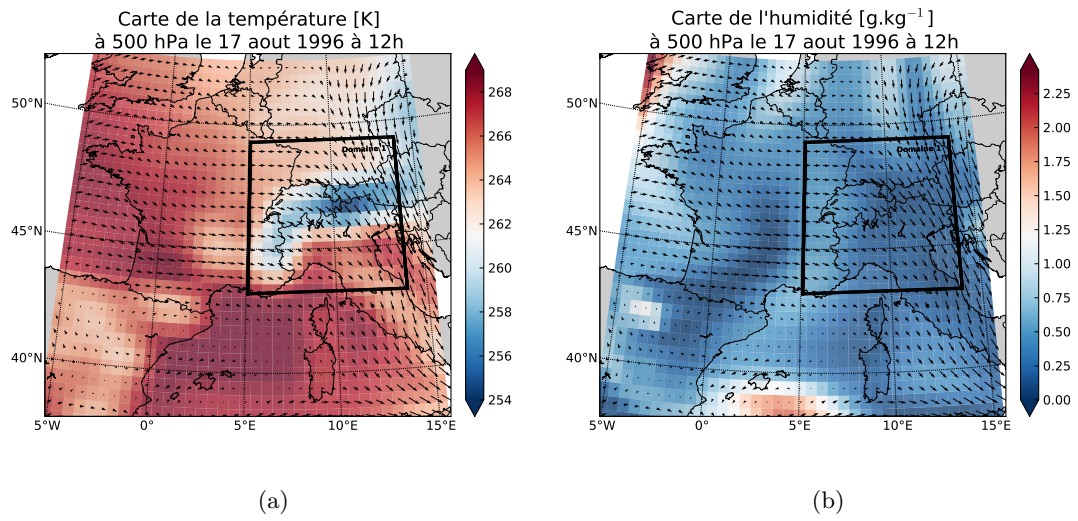 Carte de la température [K]
à 500 hPa le 17 aout 1996 à 12h
50°N
45°N
40°N
5°W
0°
5°E
10°E
15°E
Domaine 1
268
266
264
262
260
258
256
254
(a)
Carte de l'humidité [g.kg⁻¹]
à 500 hPa le 17 aout 1996 à 12h
50°N
45°N
40°N
5°W
0°
5°E
10°E
15°E
Domaine 1
2.25
2.00
1.75
1.50
1.25
1.00
0.75
0.50
0.25
0.00
(b)